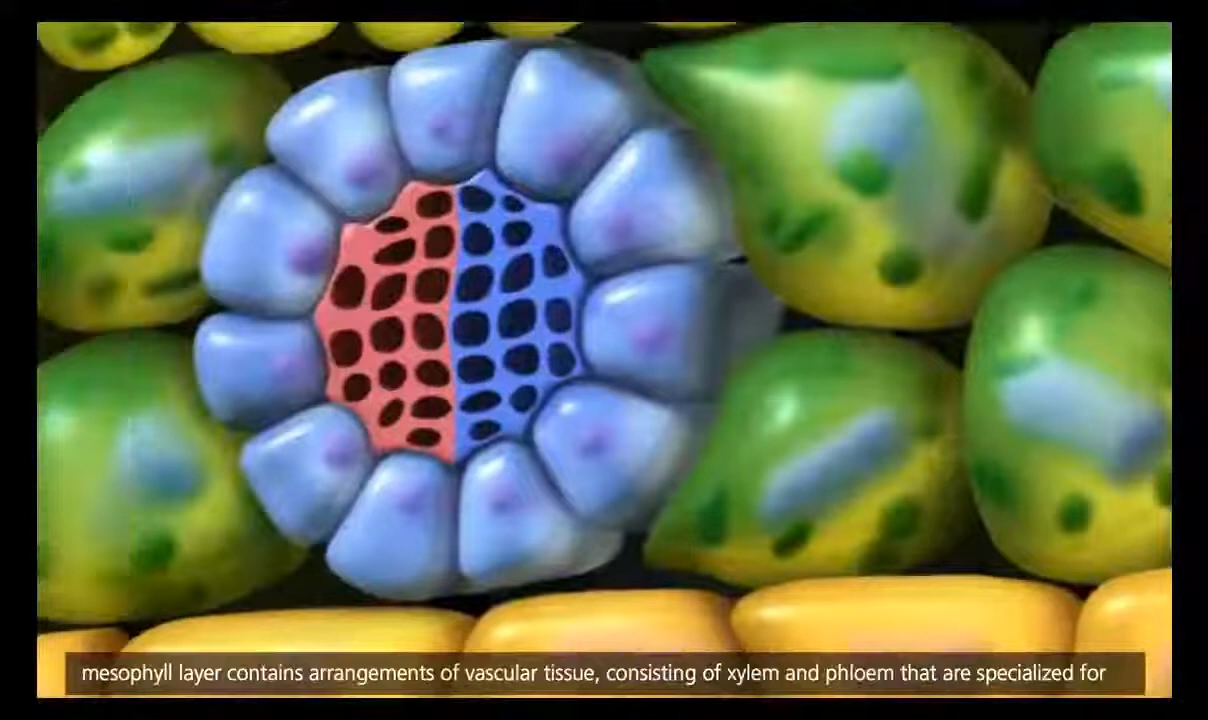 mesophyll layer contains arrangements of vascular tissue, consisting of xylem and phloem that are specialized for